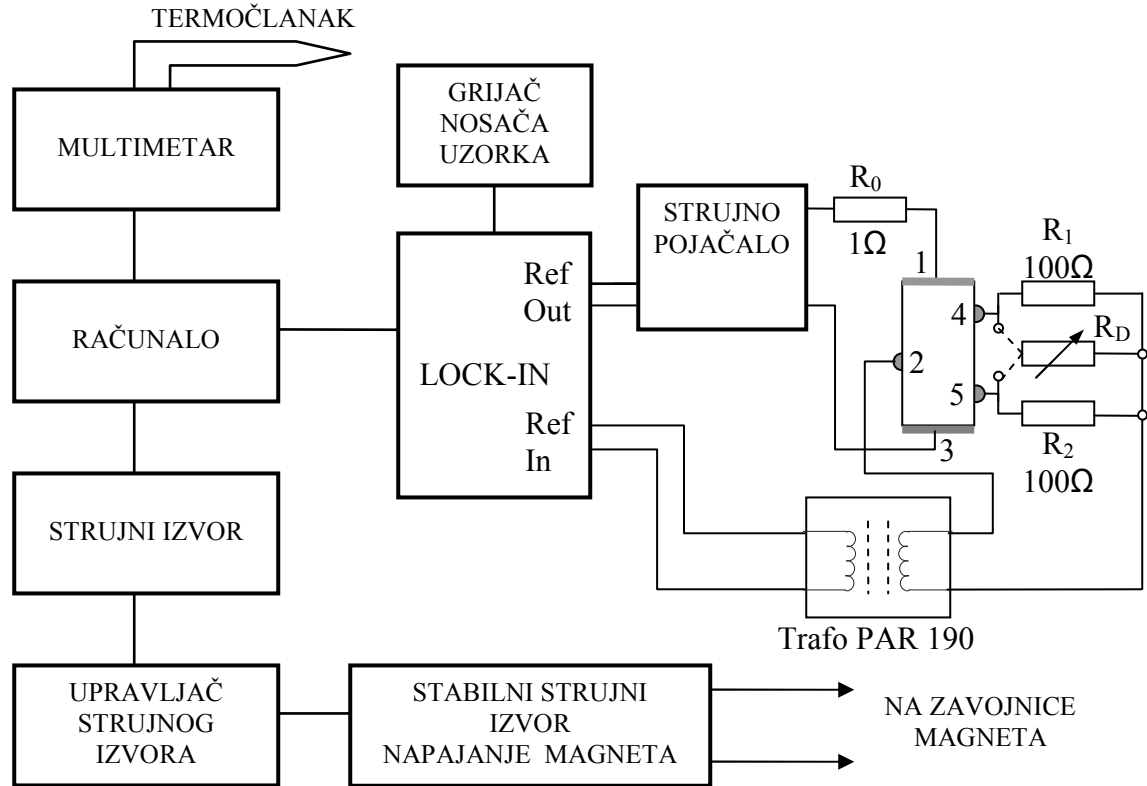 TERMOČLANAK
MULTIMETAR
GRIJAČ
NOSAČA
UZORKA
RAČUNALO
LOCK-IN
Ref
Out
Ref
In
STRUJNO
POJAČALO
R₀
1Ω
1
2
3
4
5
R₁
100Ω
R_D
R₂
100Ω
STRUJNI IZVOR
Trafo PAR 190
UPRAVLJAČ
STRUJNOG
IZVORA
STABILNI STRUJNI
IZVOR
NAPAJANJE MAGNETA
NA ZAVOJNICE
MAGNETA